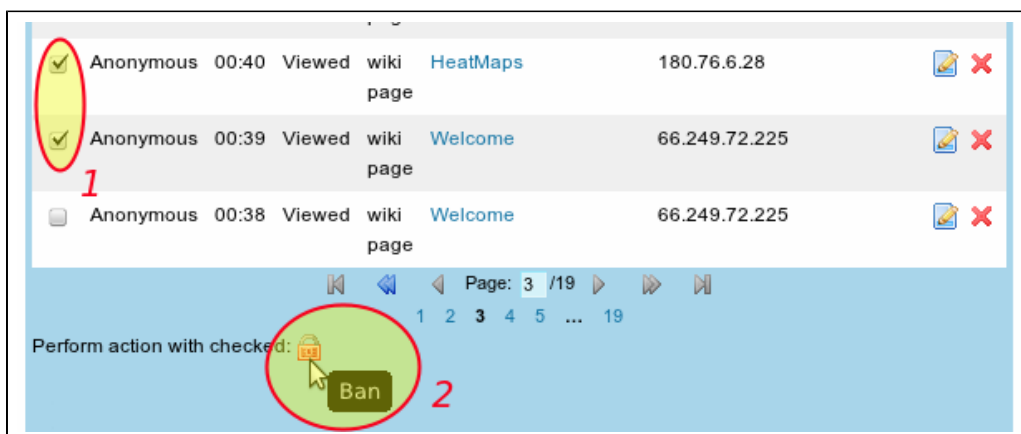 Anonymous 00:40 Viewed wiki HeatMaps 180.76.6.28
page
Anonymous 00:39 Viewed wiki Welcome 66.249.72.225
page
1
Anonymous 00:38 Viewed wiki Welcome 66.249.72.225
page
Page: 3 /19
1 2 3 4 5 ... 19
Perform action with checked:
Ban
2